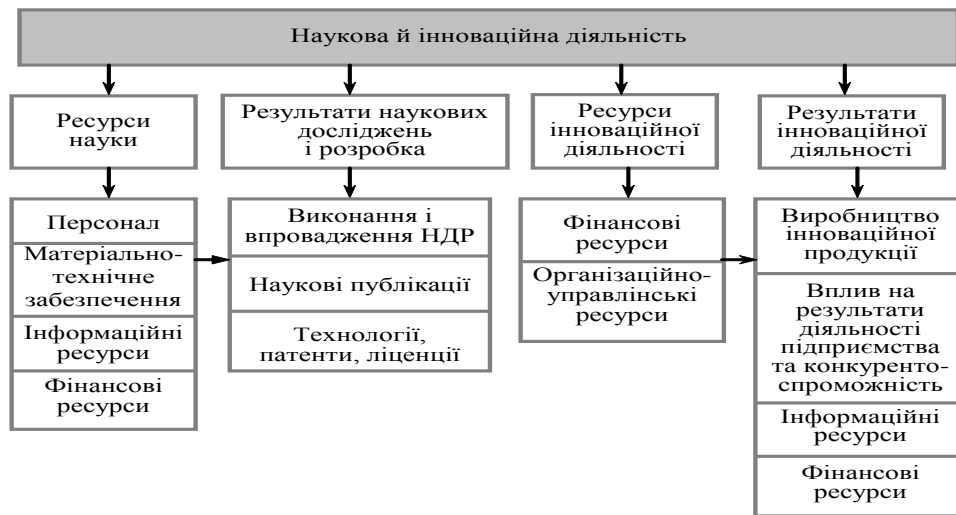 Наукова й інноваційна діяльність
Ресурси
науки
Результати наукових
досліджень
і розробка
Ресурси
інноваційної
діяльності
Результати
інноваційної
діяльності
Персонал
Матеріально-
технічне
забезпечення
Інформаційні
ресурси
Фінансові
ресурси
Виконання і
впровадження НДР
Наукові публікації
Технології,
патенти, ліценції
Фінансові
ресурси
Організаційно-
управлінські
ресурси
Виробництво
інноваційної
продукції
Вплив на
результати
діяльності
підприємства
та конкуренто-
спроможність
Інформаційні
ресурси
Фінансові
ресурси